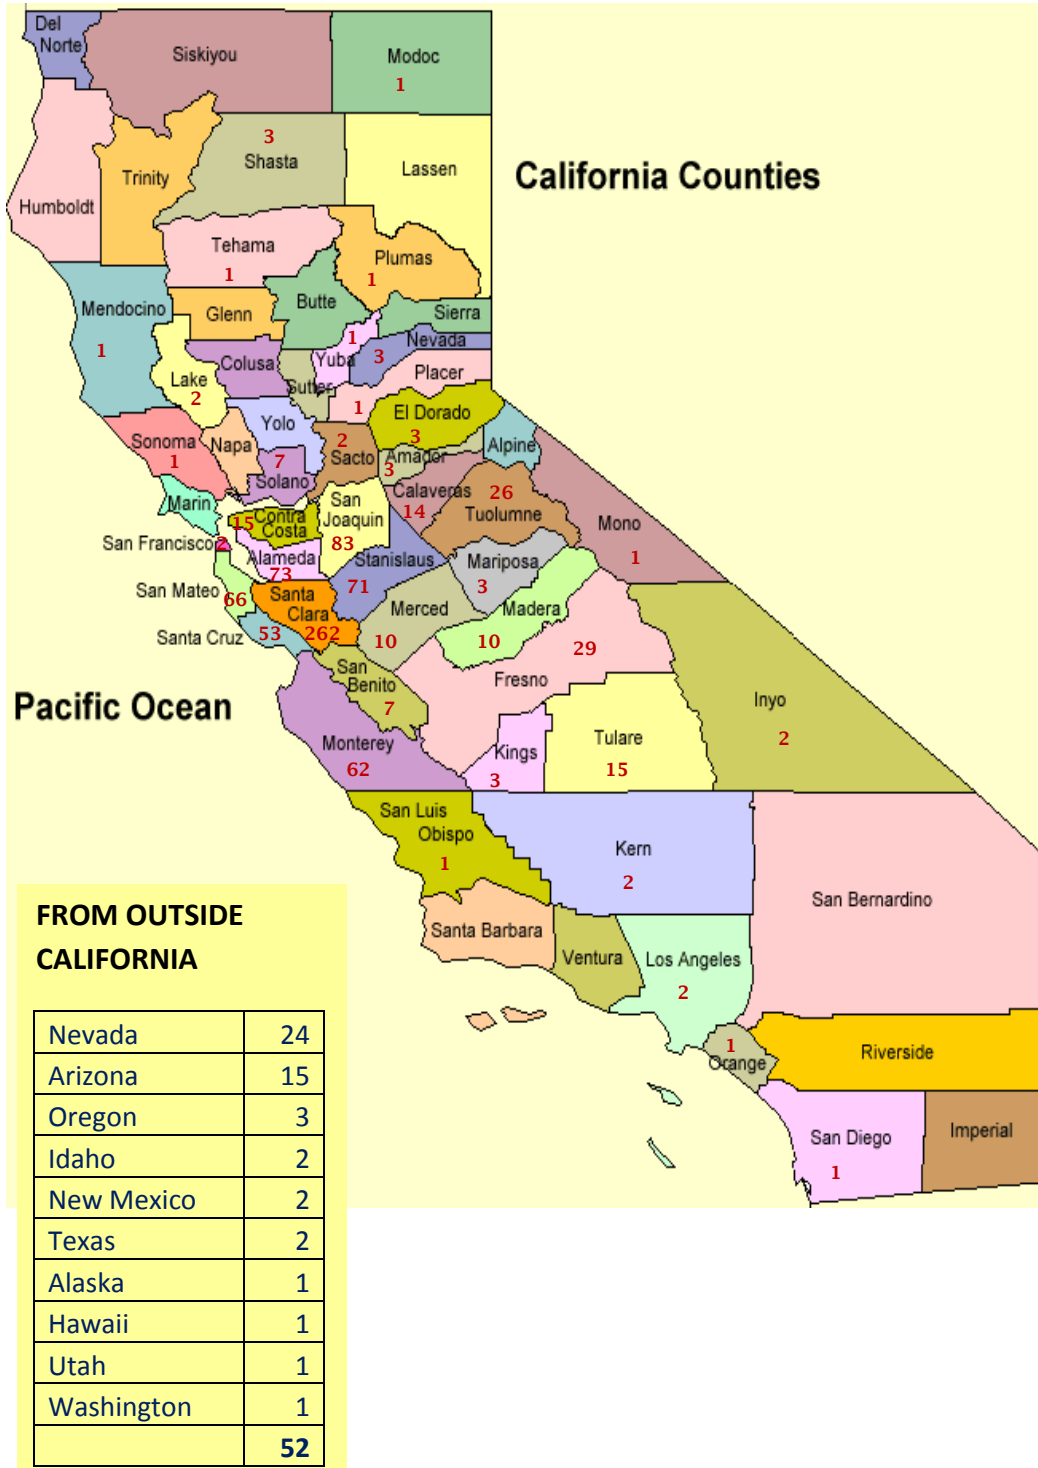 Del
Norte
Siskiyou
Modoc
1
3
Shasta
Lassen
Trinity
Humboldt
California Counties
Tehama
1
Plumas
1
Mendocino
1
Glenn
Butte
Sierra
Nevada
3
Yuba
1
Colusa
Sutter
Placer
1
Lake
2
El Dorado
3
Yolo
Sonoma
1
Napa
2
Sacto
Amador
3
Alpine
7
Solano
Marin
Calaveras
14
26
Tuolumne
Mono
1
San
Joaquin
83
15
Contra
Costa
San Francisco
2
Alameda
73
Stanislaus
71
Mariposa
3
San Mateo
66
Santa
Clara
262
Merced
10
Madera
10
Santa Cruz
53
29
Fresno
San
Benito
7
Inyo
2
Pacific Ocean
Monterey
62
Kings
3
Tulare
15
San Luis
Obispo
1
Kern
2
San Bernardino
Santa Barbara
Ventura
Los Angeles
2
1
Orange
Riverside
San Diego
1
Imperial
FROM OUTSIDE
CALIFORNIA
Nevada 24
Arizona 15
Oregon 3
Idaho 2
New Mexico 2
Texas 2
Alaska 1
Hawaii 1
Utah 1
Washington 1
52